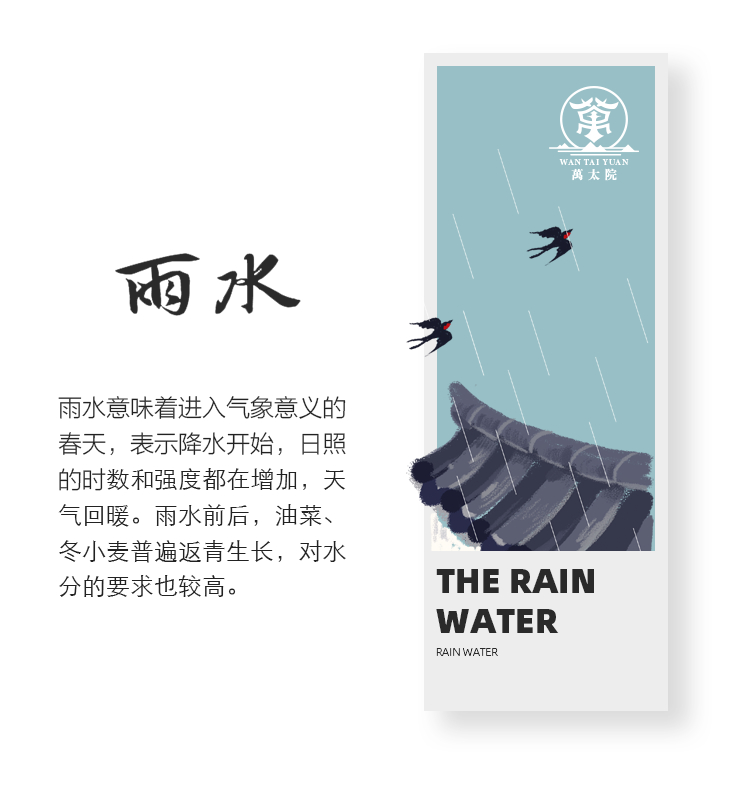 雨水
雨水意味着进入气象意义的
春天，表示降水开始，日照
的时数和强度都在增加，天
气回暖。雨水前后，油菜、
冬小麦普遍返青生长，对水
分的要求也较高。
WAN TAI YUAN
萬太院
THE RAIN
WATER
RAIN WATER